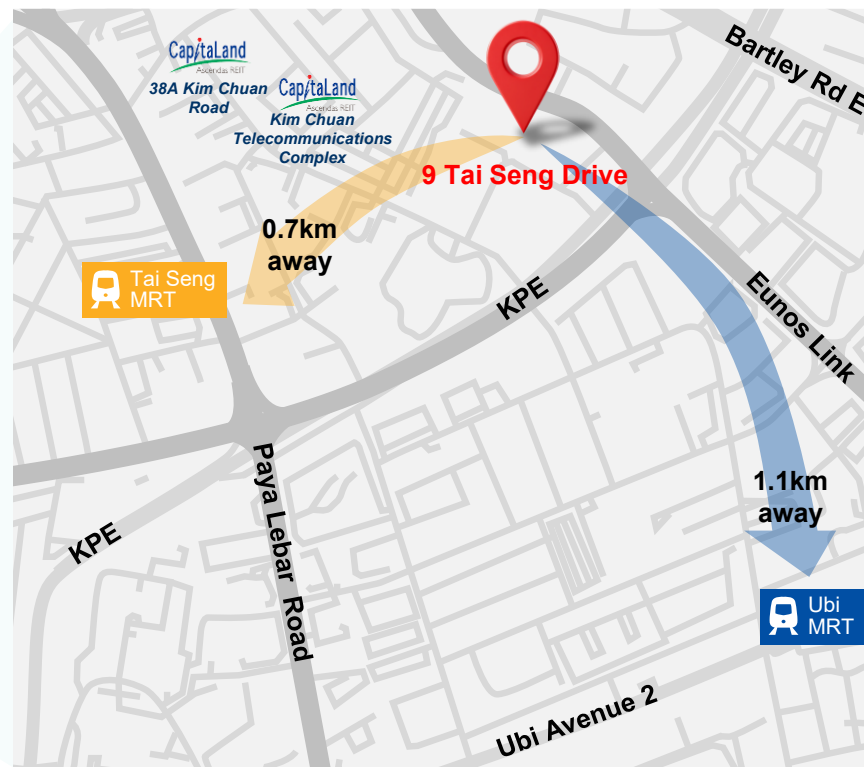 Bartley Rd E
CapitaLand
Ascendas REIT
38A Kim Chuan
Road
CapitaLand
Ascendas REIT
Kim Chuan
Telecommunications
Complex
9 Tai Seng Drive
0.7km
away
Tai Seng
MRT
KPE
Eunos Link
Paya Lebar Road
1.1km
away
KPE
Ubi
MRT
Ubi Avenue 2